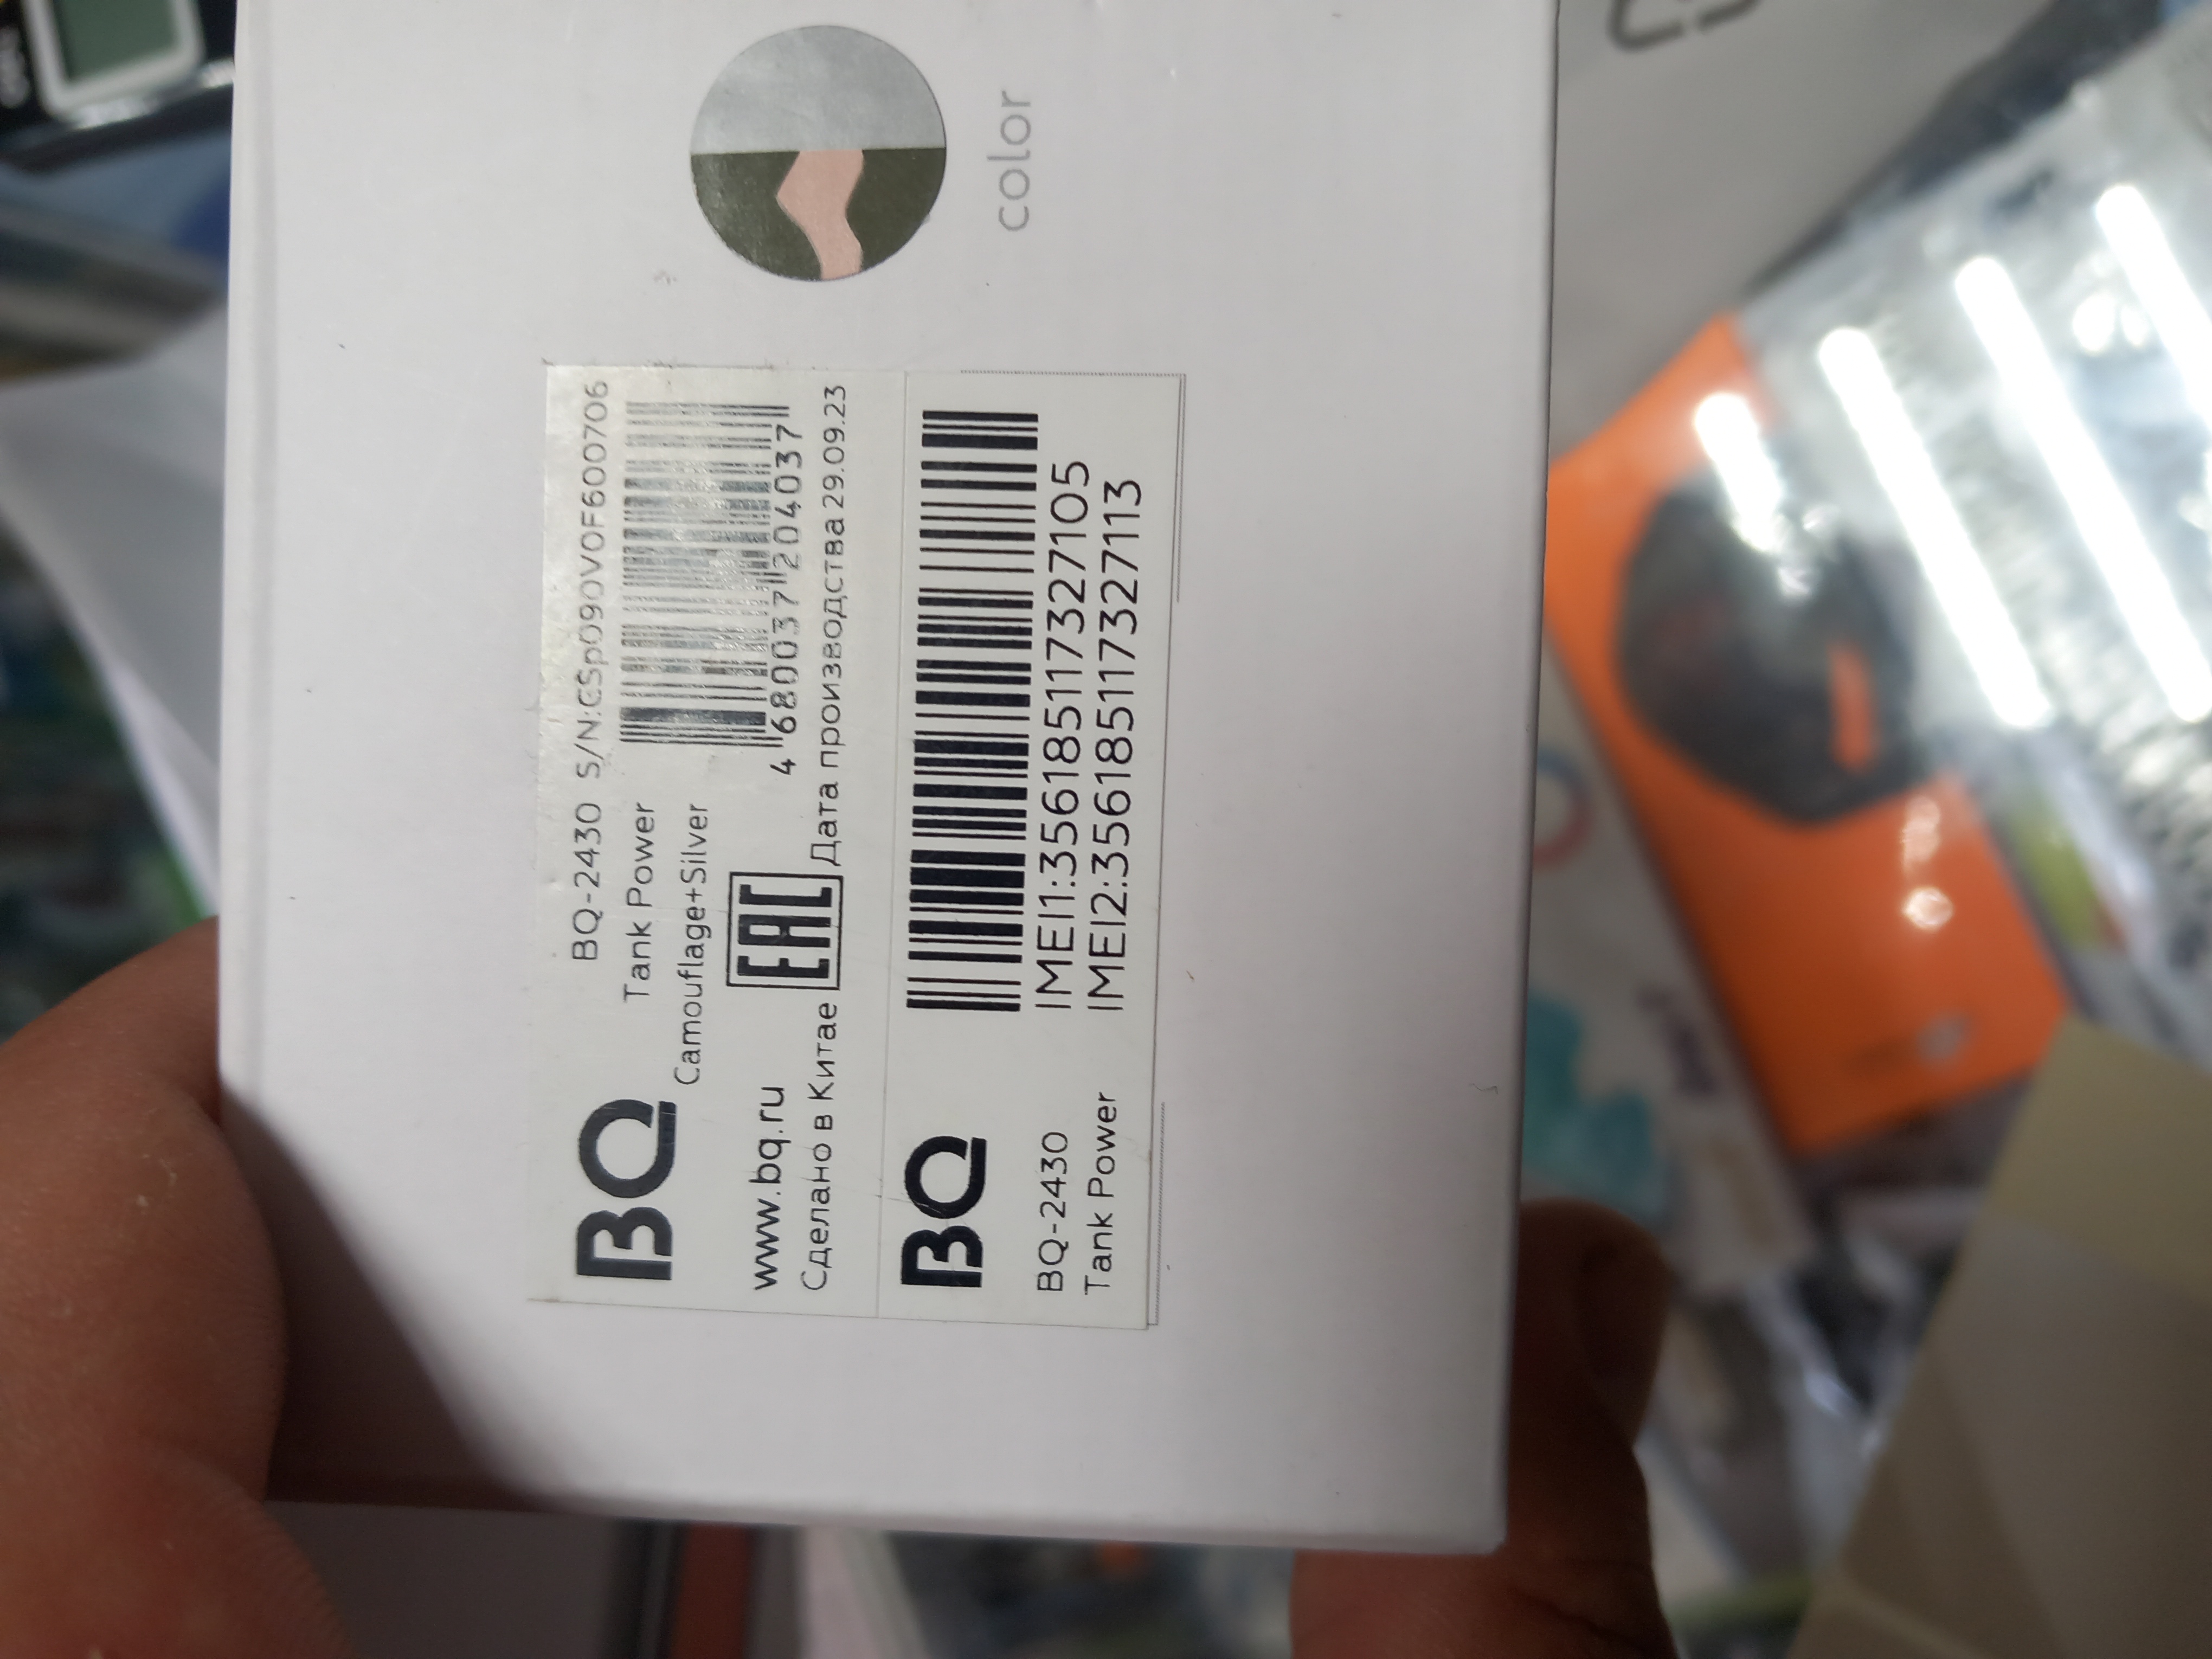 BQ
BQ-2430 S/N:CSp090V0F600706
Tank Power
Camouflage+Silver
4 680037 204037
www.bq.ru
EAC
Сделано в Китае
Дата производства 29.09.23
BQ
BQ-2430
Tank Power
IMEI1:356185117327105
IMEI2:356185117327113
color